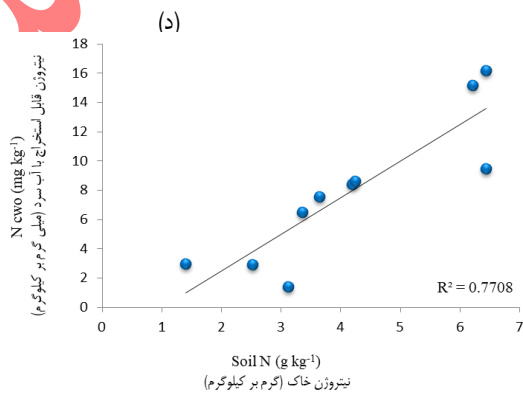 (د)
18
16
14
12
10
8
6
4
2
0
نیتروژن قابل استخراج با آب سرد (میلی گرم بر کیلوگرم)
N cwo (mg kg-1)
R² = 0.7708
0 1 2 3 4 5 6 7
Soil N (g kg-1)
نیتروژن خاک (گرم بر کیلوگرم)